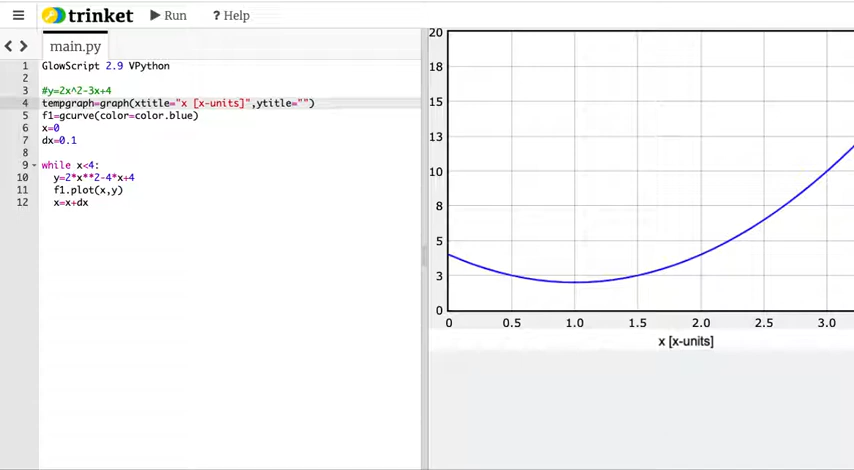 trinket Run ? Help
main.py
1 GlowScript 2.9 VPython
2
3 #y=2x^2-3x+4
4 tempgraph=graph(xtitle="x [x-units]",ytitle="")
5 f1=gcurve(color=color.blue)
6 x=0
7 dx=0.1
8
9 while x<4:
10 y=2*x**2-4*x+4
11 f1.plot(x,y)
12 x=x+dx
20
18
15
13
10
8
5
3
0
0 0.5 1.0 1.5 2.0 2.5 3.0
x [x-units]